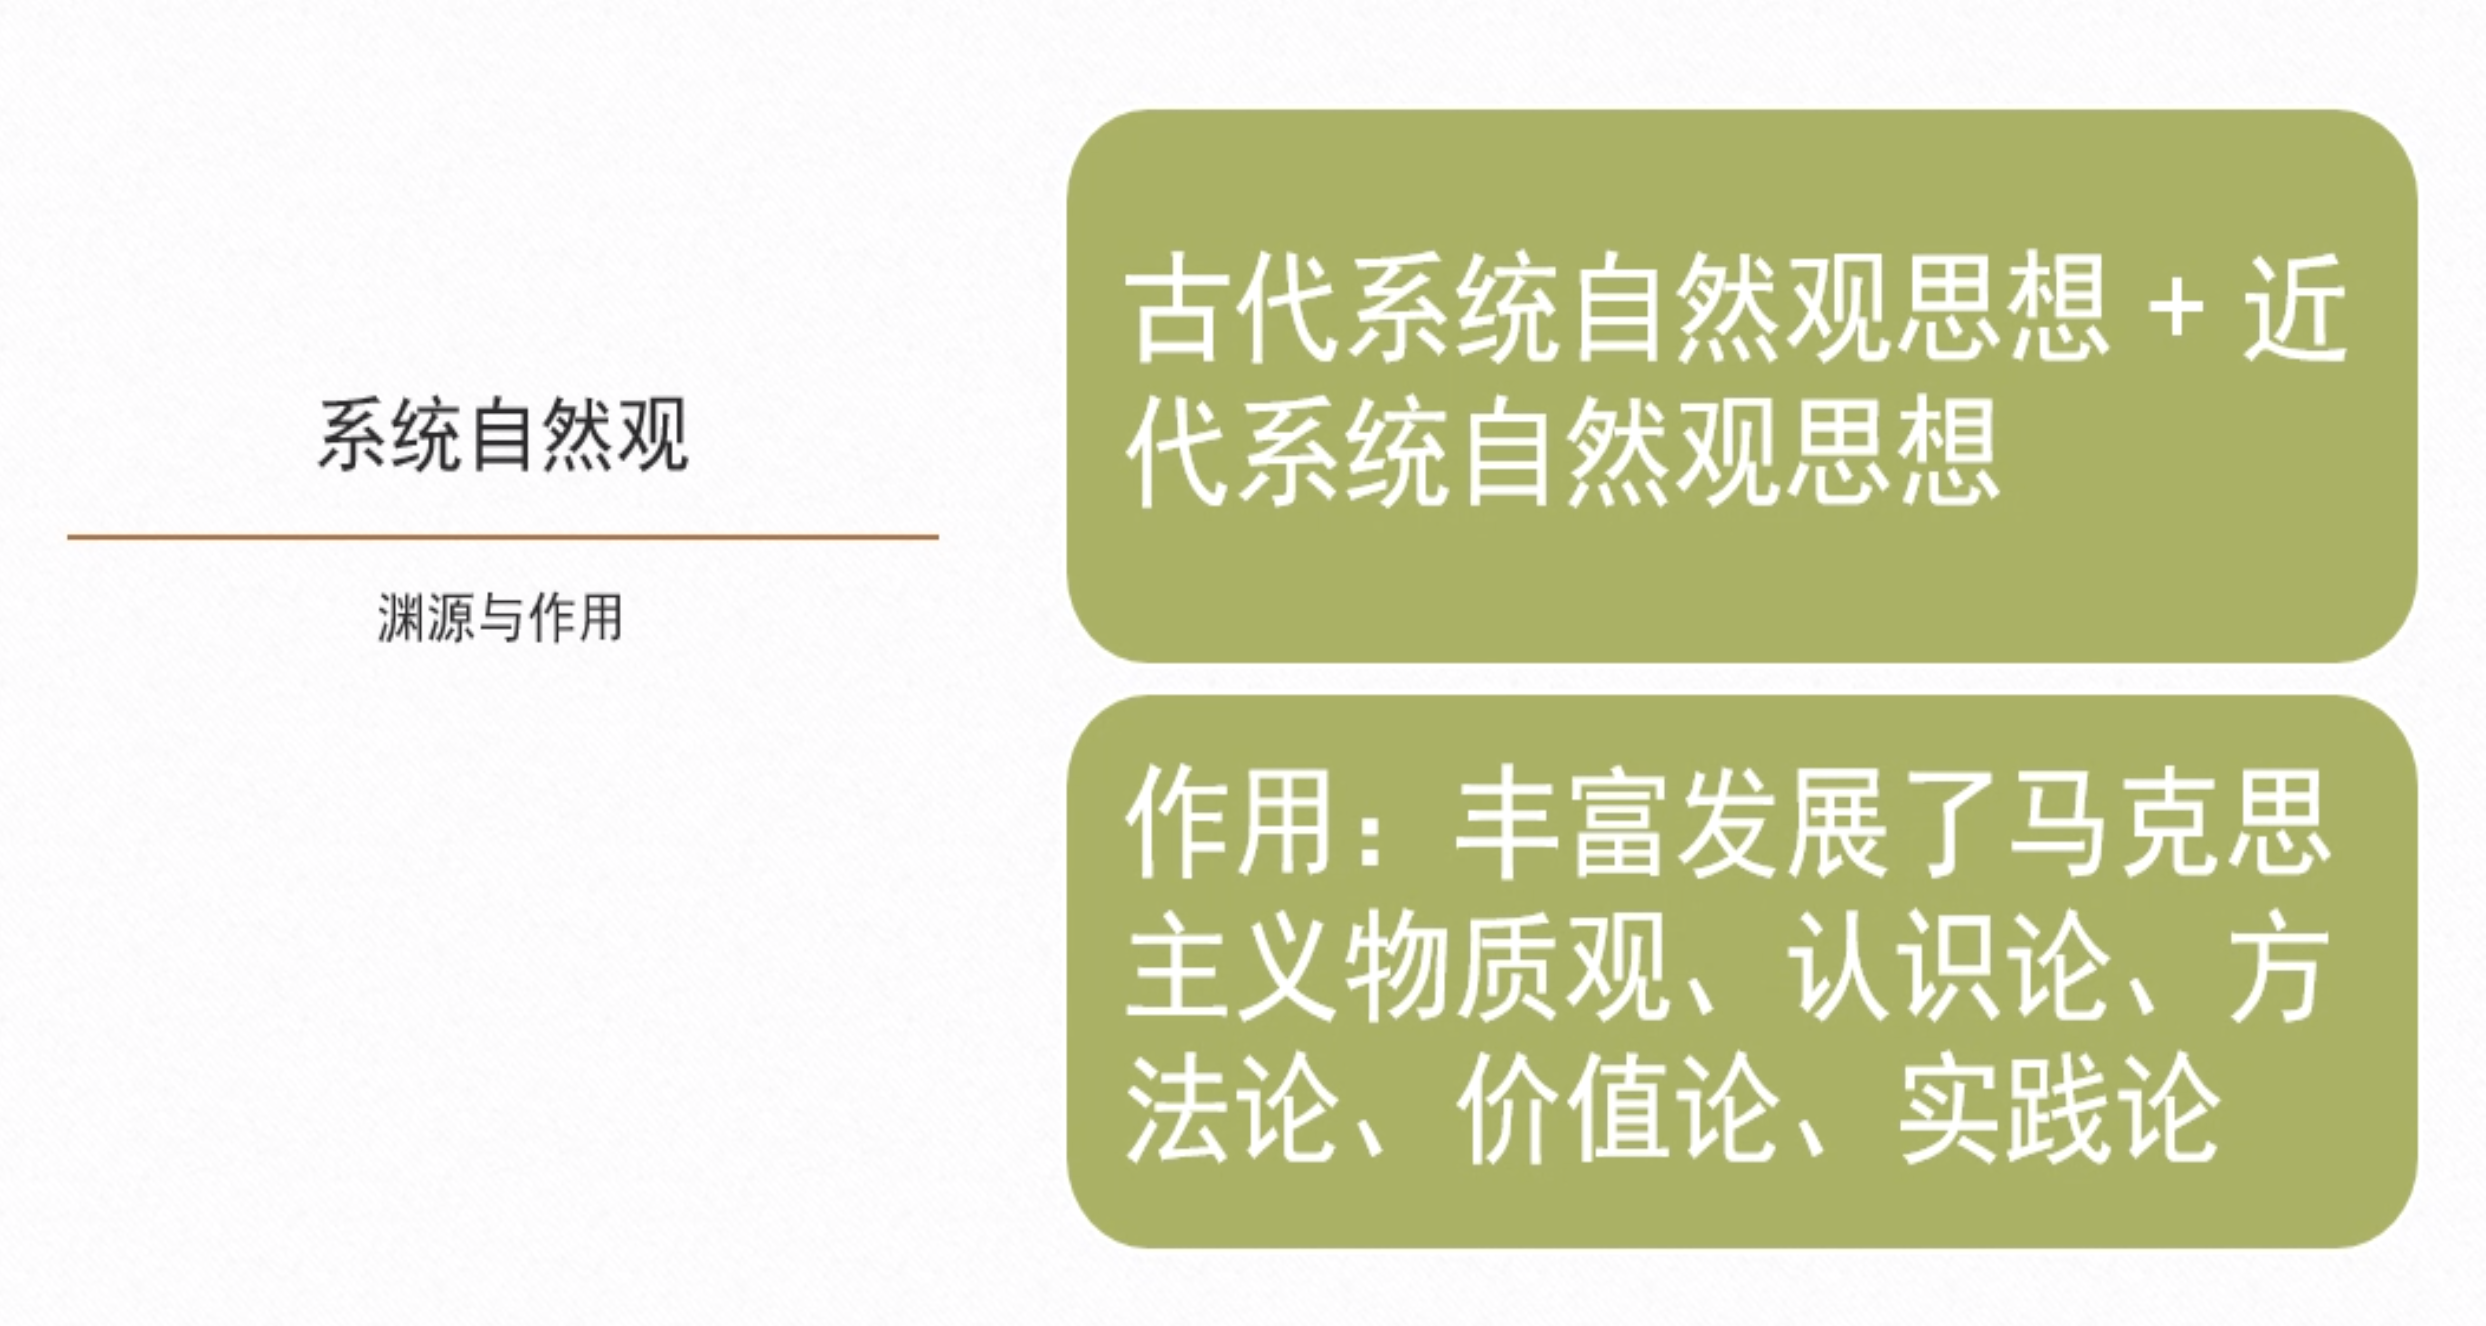 系统自然观
渊源与作用
古代系统自然观思想 + 近
代系统自然观思想
作用：丰富发展了马克思
主义物质观、认识论、方
法论、价值论、实践论